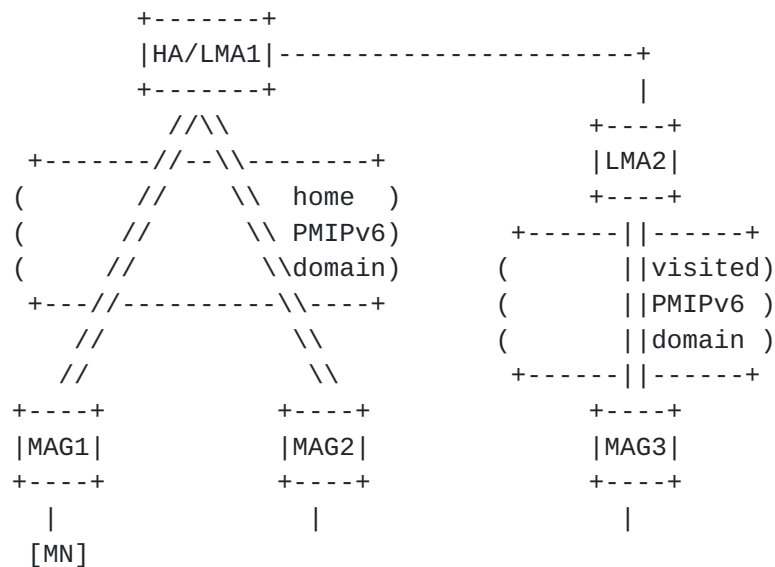 HA/LMA1
LMA2
home
PMIPv6
domain
visited
PMIPv6
domain
MAG1 MAG2 MAG3
[MN]